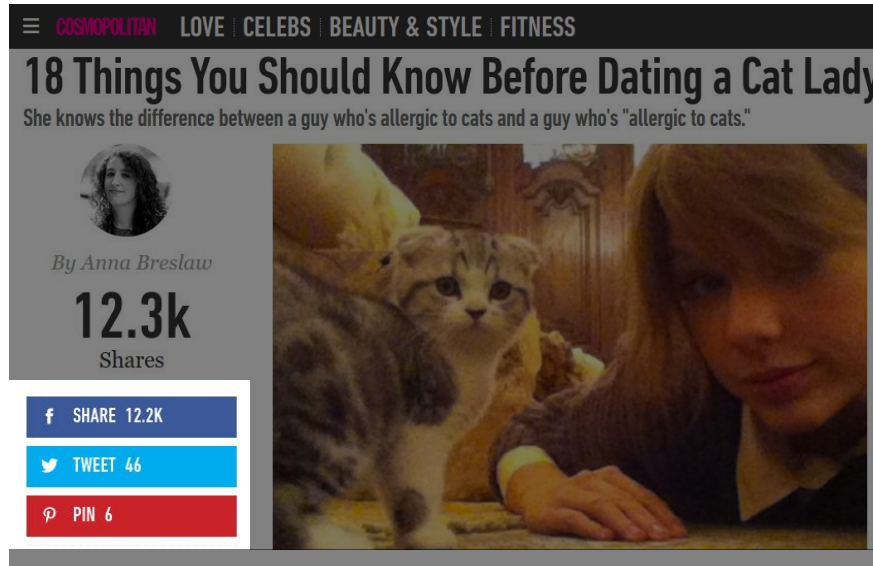 COSMOPOLITAN LOVE CELEBS BEAUTY & STYLE FITNESS
18 Things You Should Know Before Dating a Cat Lady
She knows the difference between a guy who's allergic to cats and a guy who's "allergic to cats."
By Anna Breslaw
12.3k
Shares
f SHARE 12.2K
TWEET 46
PIN 6